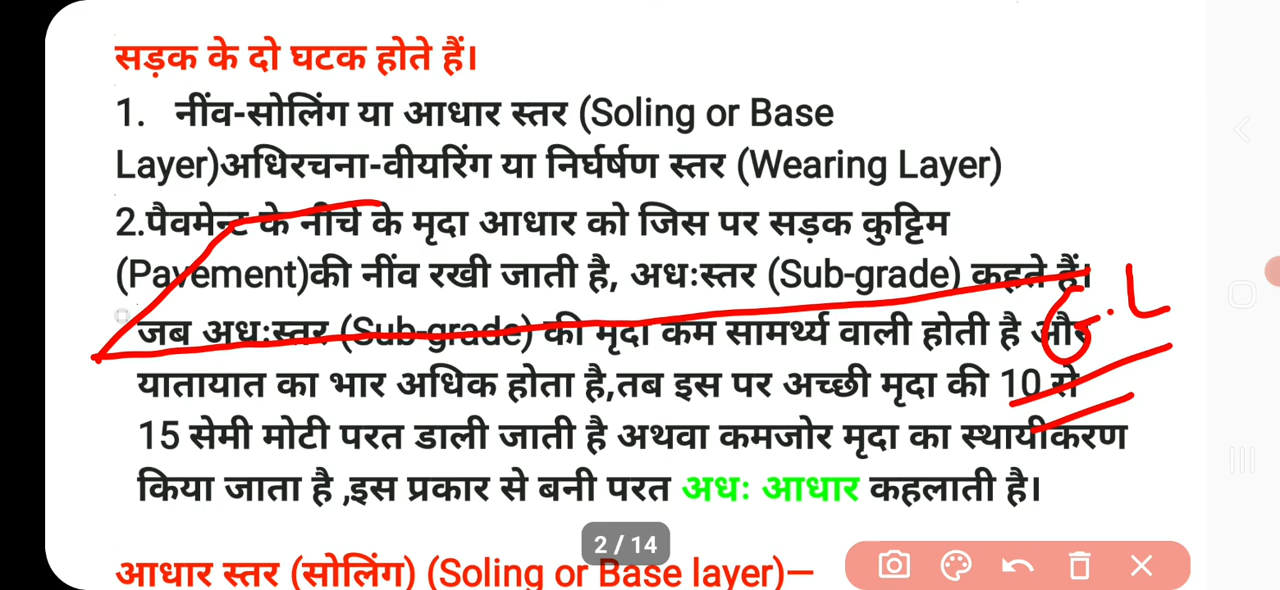 सड़क के दो घटक होते हैं।
1. नींव-सोलिंग या आधार स्तर (Soling or Base
Layer)अधिरचना-वीयरिंग या निर्घर्षण स्तर (Wearing Layer)
2.पैवमेन्ट के नीचे के मृदा आधार को जिस पर सड़क कुट्टिम
(Pavement)की नींव रखी जाती है, अधःस्तर (Sub-grade) कहते हैं।
जब अधःस्तर (Sub-grade) की मृदा कम सामर्थ्य वाली होती है और
G.L
यातायात का भार अधिक होता है,तब इस पर अच्छी मृदा की 10 से
15 सेमी मोटी परत डाली जाती है अथवा कमजोर मृदा का स्थायीकरण
किया जाता है ,इस प्रकार से बनी परत अधः आधार कहलाती है।
2 / 14
आधार स्तर (सोलिंग) (Soling or Base layer)—